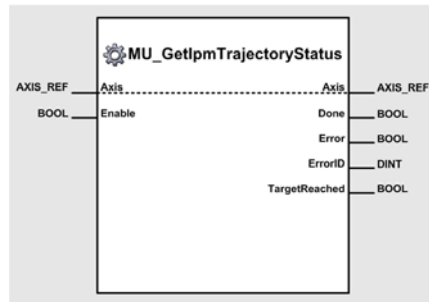 MU_GetIpmTrajectoryStatus
AXIS_REF Axis Axis AXIS_REF
BOOL Enable Done BOOL
Error BOOL
ErrorID DINT
TargetReached BOOL